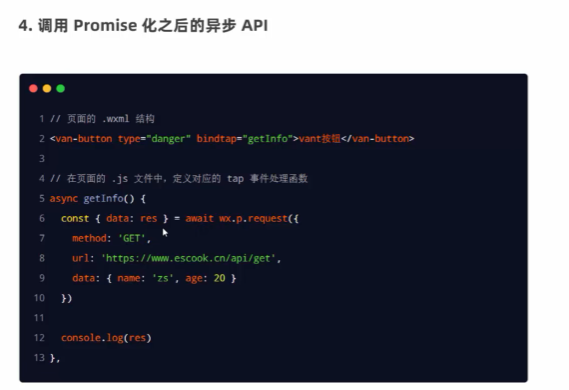 4. 调用 Promise 化之后的异步 API
1 // 页面的 .wxml 结构
2 <van-button type="danger" bindtap="getInfo">vant按钮</van-button>
3
4 // 在页面的 .js 文件中，定义对应的 tap 事件处理函数
5 async getInfo() {
6   const { data: res } = await wx.p.request({
7     method: 'GET',
8     url: 'https://www.escook.cn/api/get',
9     data: { name: 'zs', age: 20 }
10   })
11
12   console.log(res)
13 },